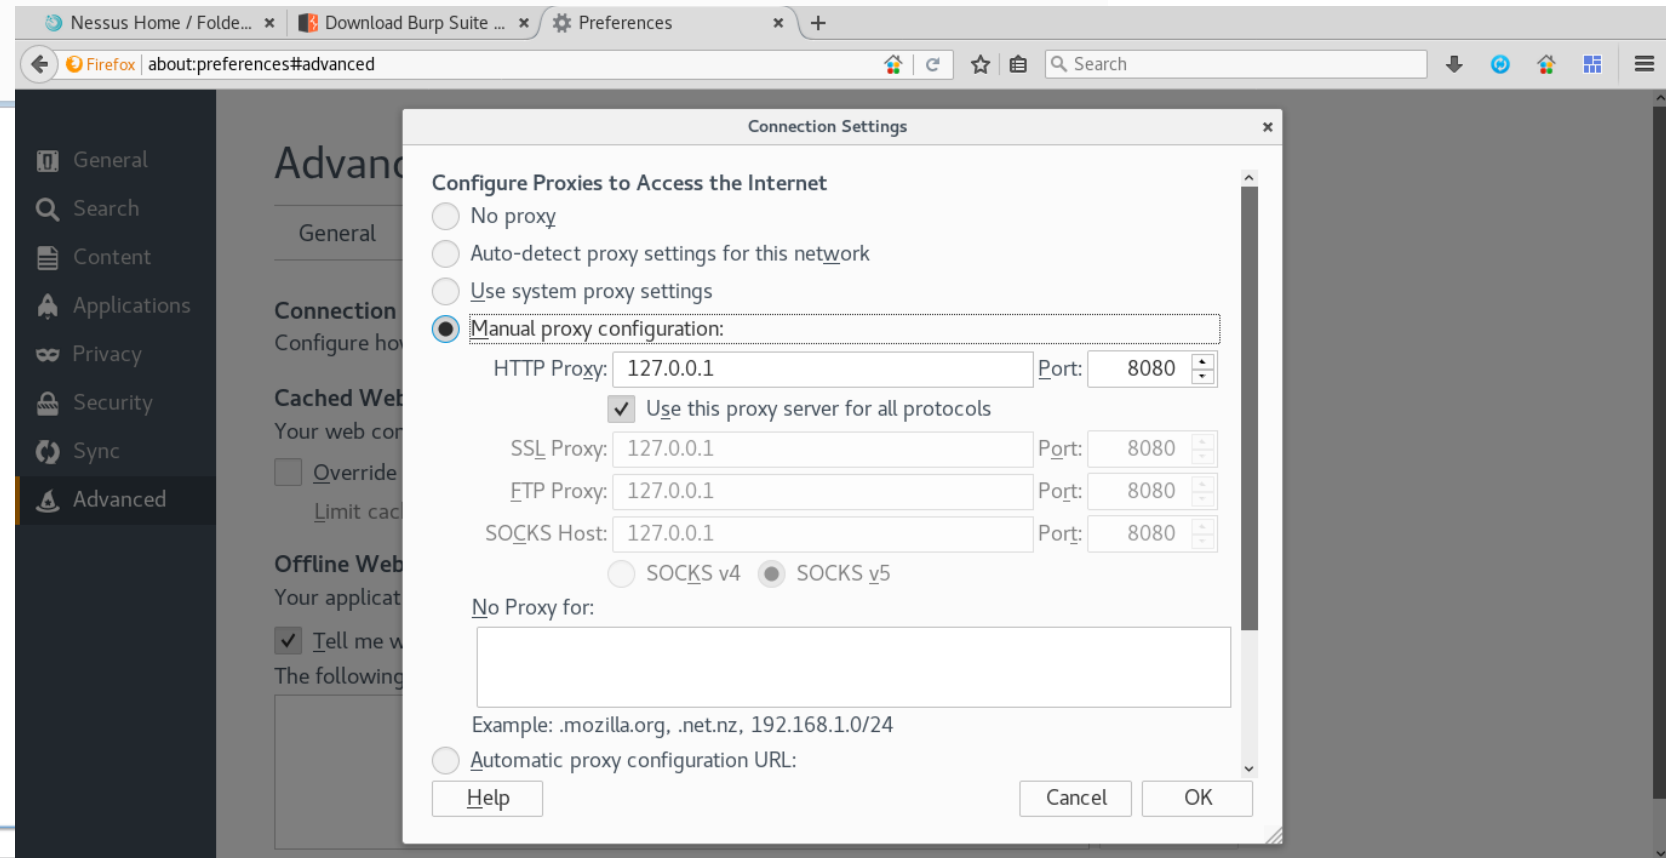 Nessus Home / Folde... × Download Burp Suite ... × Preferences × +
Firefox about:preferences#advanced Search
Connection Settings ×
General
Search
Content
Applications
Privacy
Security
Sync
Advanced
Advanc
General
Connection
Configure ho
Cached Web
Your web con
Override
Limit cac
Offline Web
Your applicat
Tell me w
The following
Configure Proxies to Access the Internet
No proxy
Auto-detect proxy settings for this network
Use system proxy settings
Manual proxy configuration:
HTTP Proxy: 127.0.0.1 Port: 8080
Use this proxy server for all protocols
SSL Proxy: 127.0.0.1 Port: 8080
FTP Proxy: 127.0.0.1 Port: 8080
SOCKS Host: 127.0.0.1 Port: 8080
SOCKS v4 SOCKS v5
No Proxy for:
Example: .mozilla.org, .net.nz, 192.168.1.0/24
Automatic proxy configuration URL:
Help Cancel OK